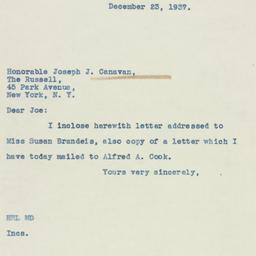 December 23, 1937.
Honorable Joseph J. Canavan,
The Russell,
45 Park Avenue,
New York, N. Y.
Dear Joe:
I inclose herewith letter addressed to
Miss Susan Brandeis, also copy of a letter which I
have today mailed to Alfred A. Cook.
Yours very sincerely,
HHL MD
Incs.